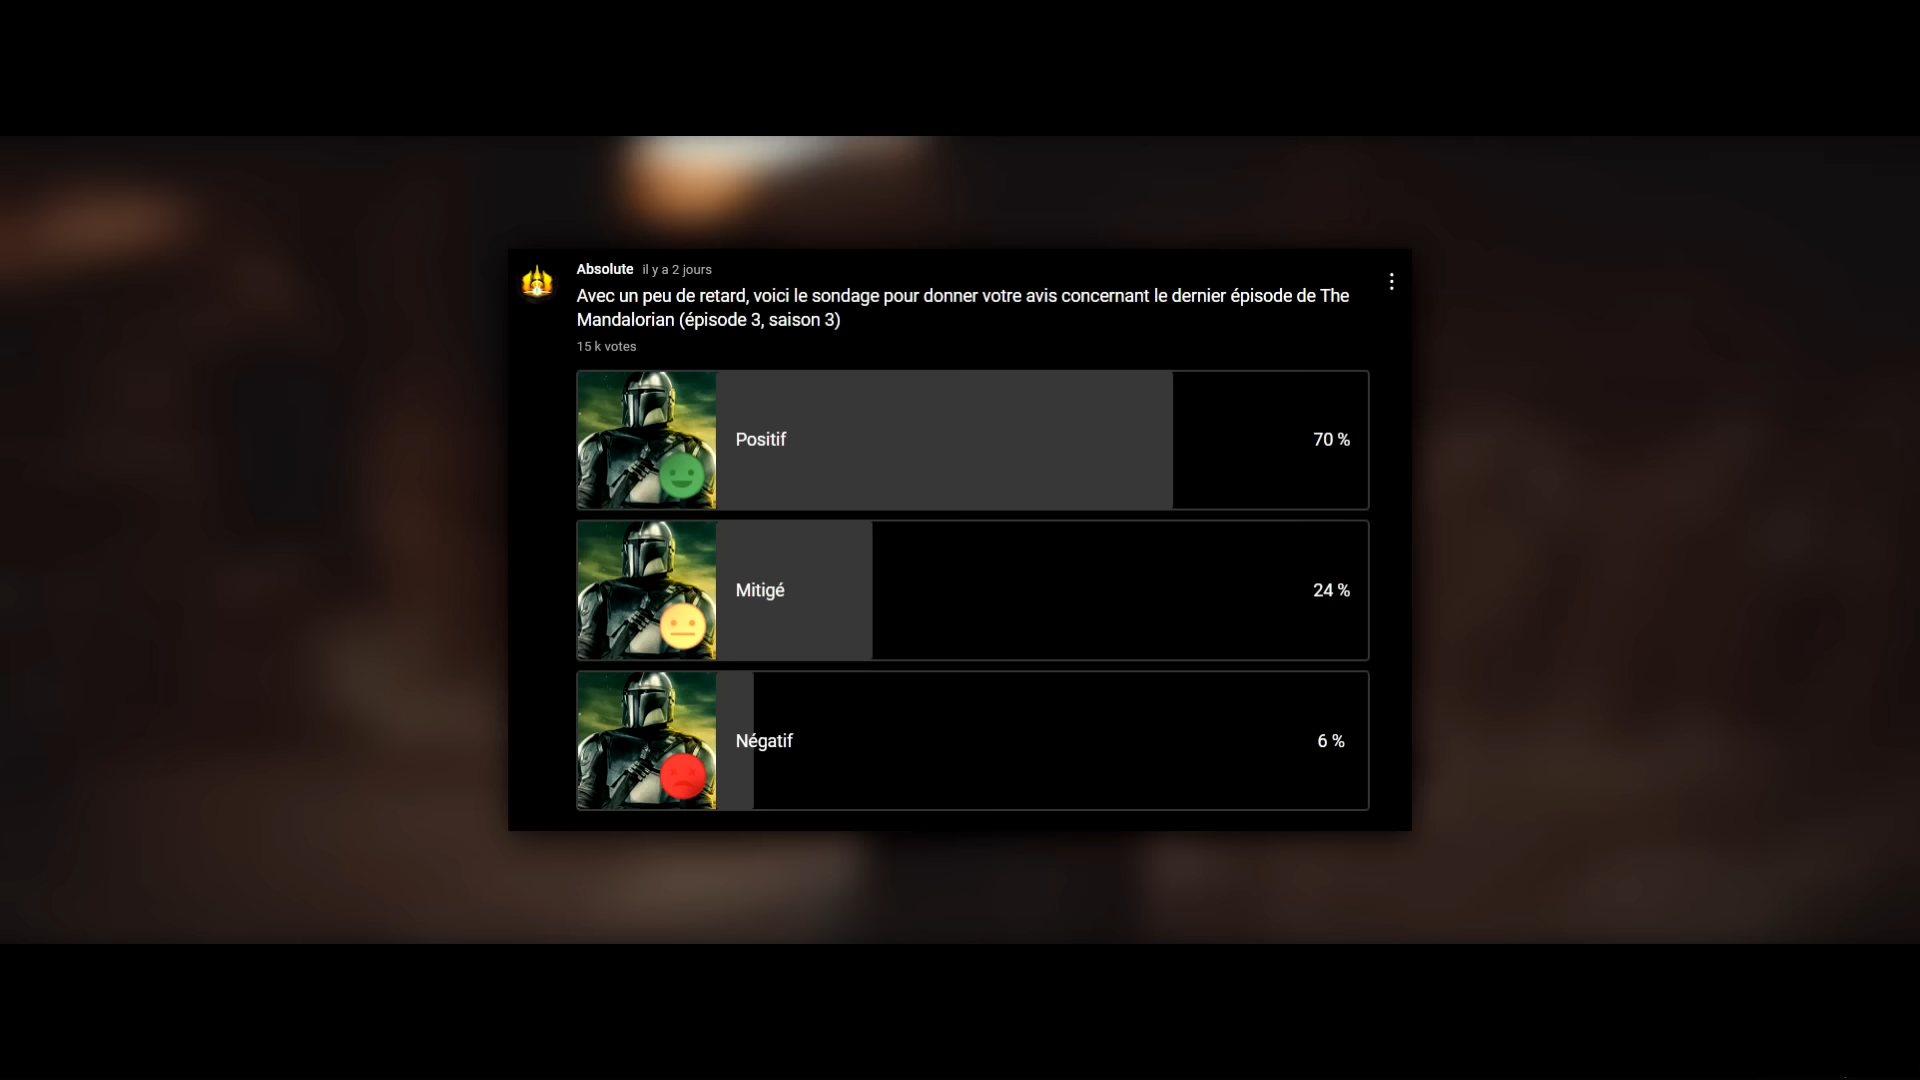 Absolute il y a 2 jours
Avec un peu de retard, voici le sondage pour donner votre avis concernant le dernier épisode de The
Mandalorian (épisode 3, saison 3)
15 k votes
Positif 70 %
Mitigé 24 %
Négatif 6 %